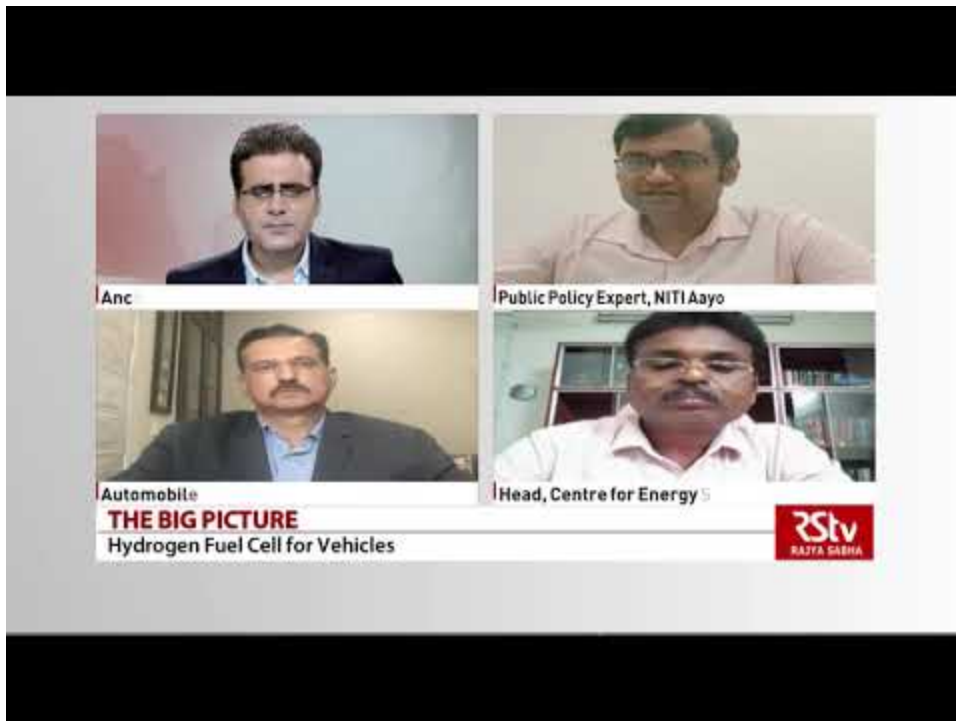 Anc
Public Policy Expert, NITI Aayo
Automobile
Head, Centre for Energy S
THE BIG PICTURE
Hydrogen Fuel Cell for Vehicles
RStv
RAJYA SABHA